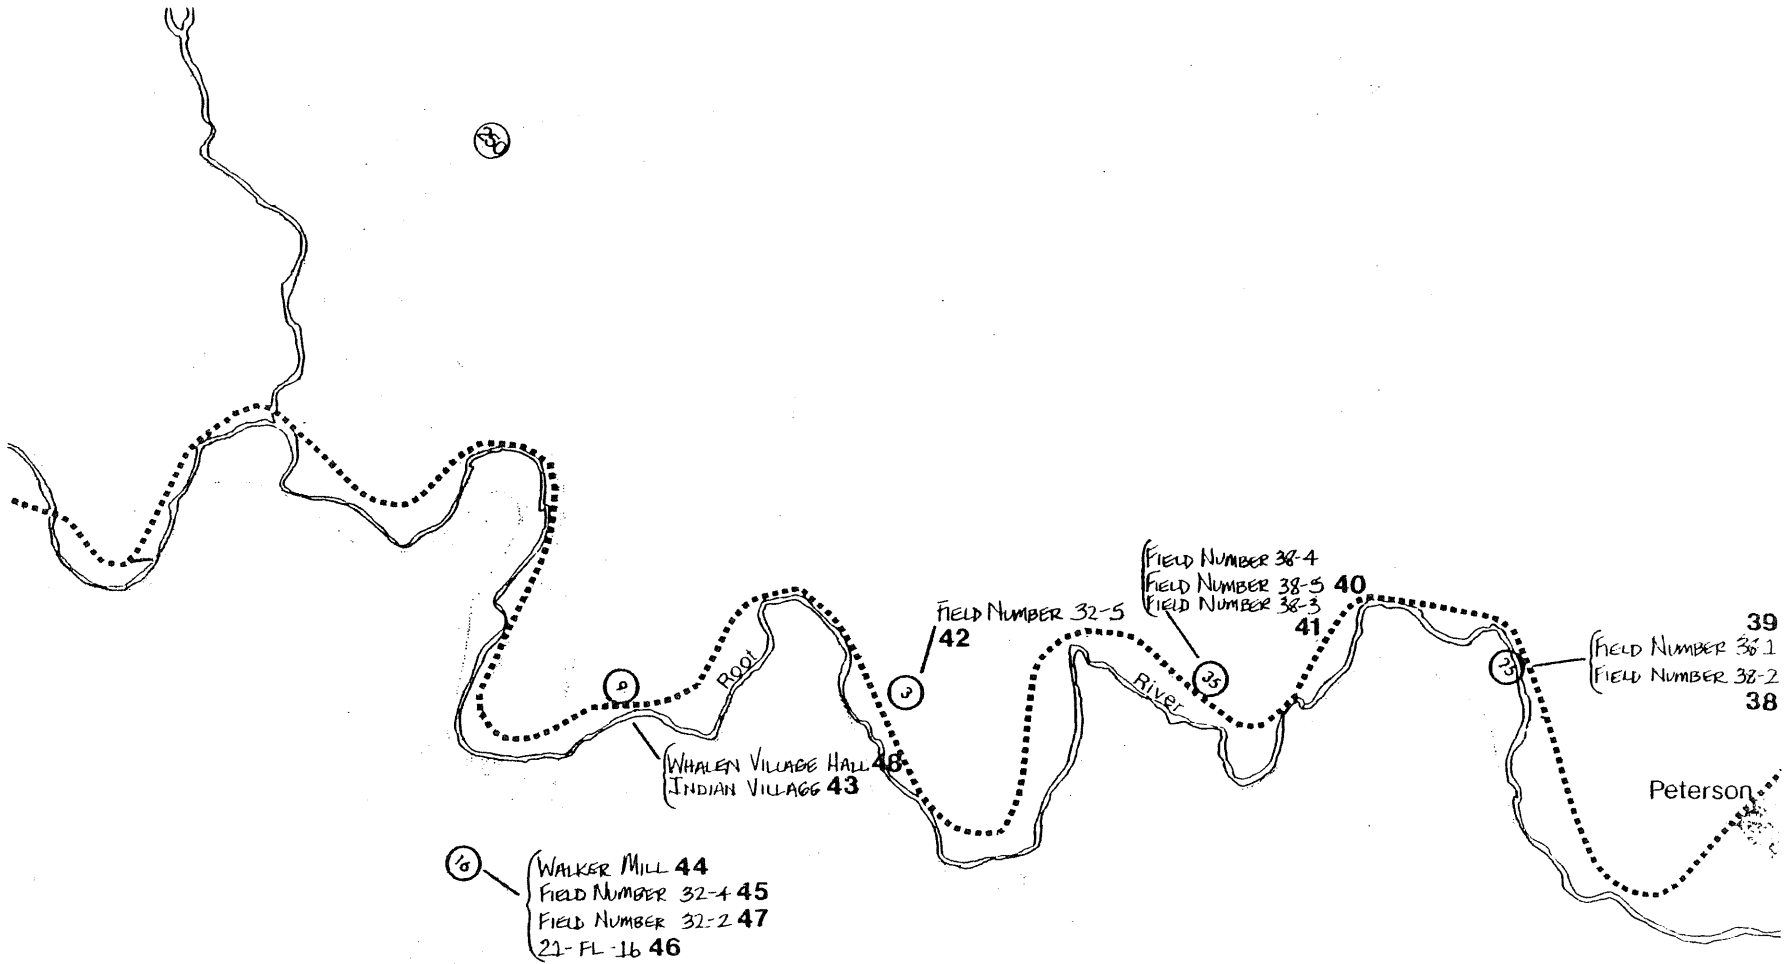 250
FIELD NUMBER 38-4
FIELD NUMBER 38-5 40
FIELD NUMBER 38-3
41
FIELD NUMBER 32-5
42
39
FIELD NUMBER 38-1
FIELD NUMBER 38-2
38
9
Root
3
River
35
25
WHALEN VILLAGE HALL 48
INDIAN VILLAGE 43
Peterson
10
WALKER MILL 44
FIELD NUMBER 32-4 45
FIELD NUMBER 32-2 47
21-FL-16 46